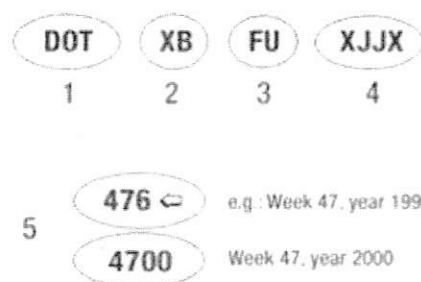 DOT XB FU XJJX
1 2 3 4
476 ⇦ e.g.: Week 47, year 199
5
4700 Week 47, year 2000